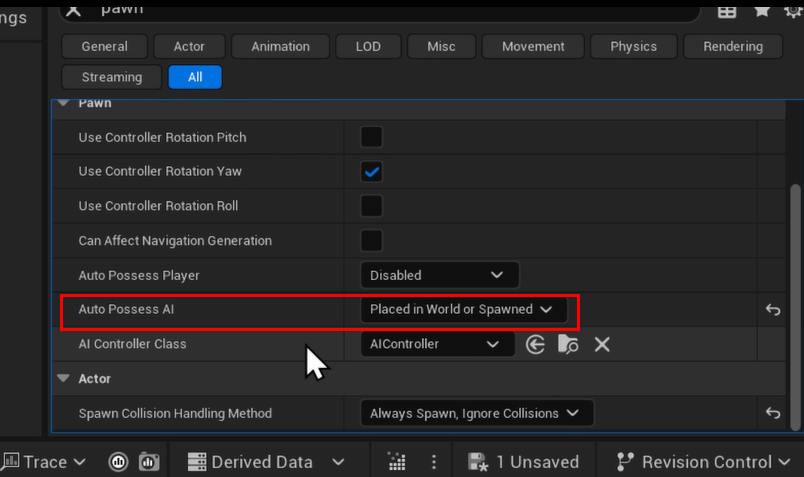 ngs
pawn
General Actor Animation LOD Misc Movement Physics Rendering
Streaming All
Pawn
Use Controller Rotation Pitch
Use Controller Rotation Yaw
Use Controller Rotation Roll
Can Affect Navigation Generation
Auto Possess Player Disabled
Auto Possess AI Placed in World or Spawned
AI Controller Class AIController
Actor
Spawn Collision Handling Method Always Spawn, Ignore Collisions
Trace Derived Data 1 Unsaved Revision Control